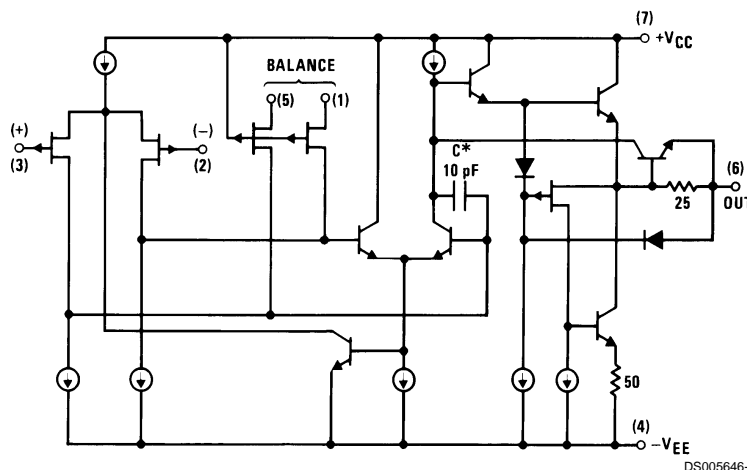 (7)
+VCC
BALANCE
(5)
(1)
(+)
(3)
(−)
(2)
C*
10 pF
(6)
OUT
25
50
(4)
−VEE
DS005646-